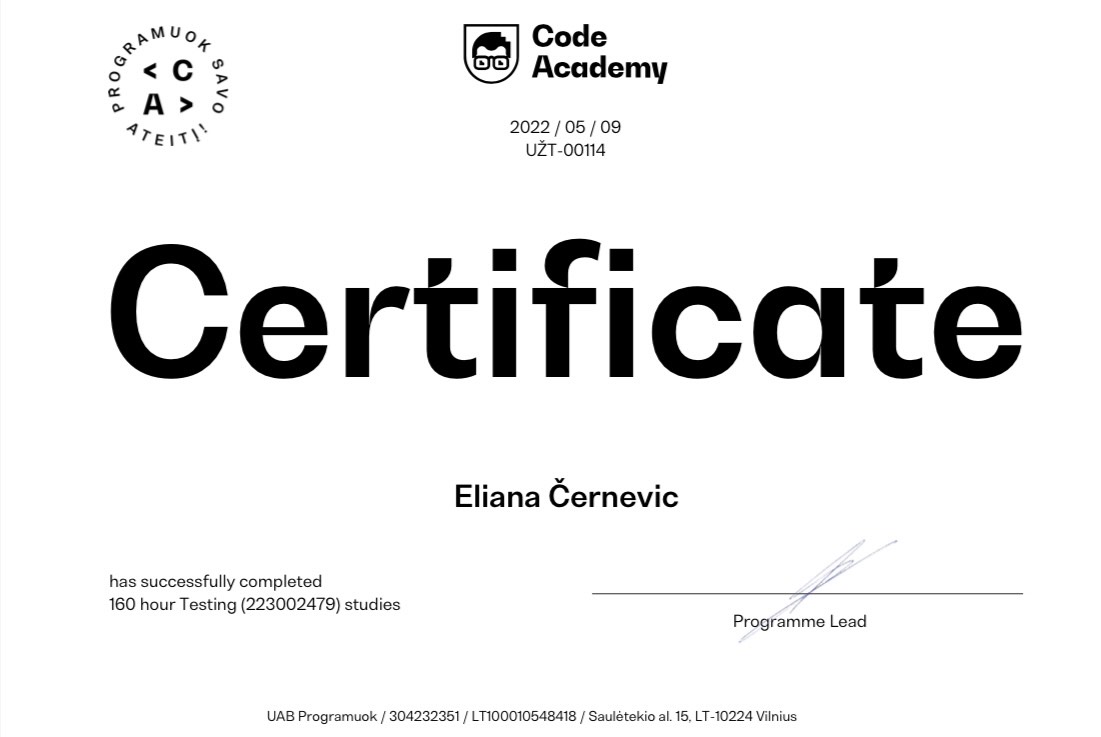 PROGRAMUOK SAVO ATEITĮ!
< C
A >
Code
Academy
2022 / 05 / 09
UŽT-00114
Certificate
Eliana Černevic
has successfully completed
160 hour Testing (223002479) studies
Programme Lead
UAB Programuok / 304232351 / LT100010548418 / Saulėtekio al. 15, LT-10224 Vilnius